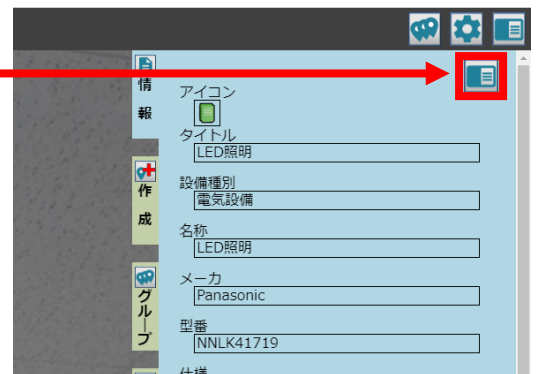 情報
作成
グループ
アイコン
タイトル
LED照明
設備種別
電気設備
名称
LED照明
メーカ
Panasonic
型番
NNLK41719
仕様